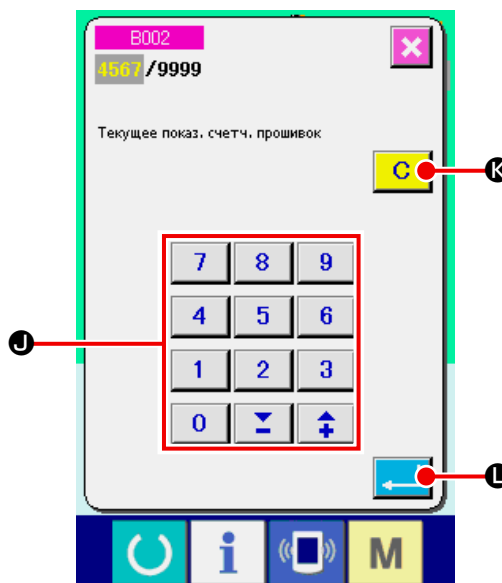 B002
4567/9999
Текущее показ. счетч. прошивок
C
K
7 8 9
4 5 6
J
1 2 3
0
L
i M